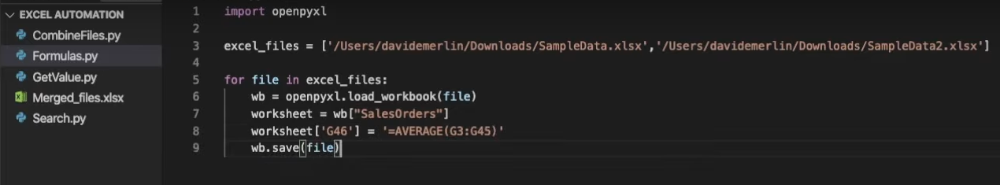 EXCEL AUTOMATION
CombineFiles.py
Formulas.py
GetValue.py
Merged_files.xlsx
Search.py
1 import openpyxl
2
3 excel_files = ['/Users/davidemerlin/Downloads/SampleData.xlsx','/Users/davidemerlin/Downloads/SampleData2.xlsx']
4
5 for file in excel_files:
6     wb = openpyxl.load_workbook(file)
7     worksheet = wb["SalesOrders"]
8     worksheet['G46'] = '=AVERAGE(G3:G45)'
9     wb.save(file)